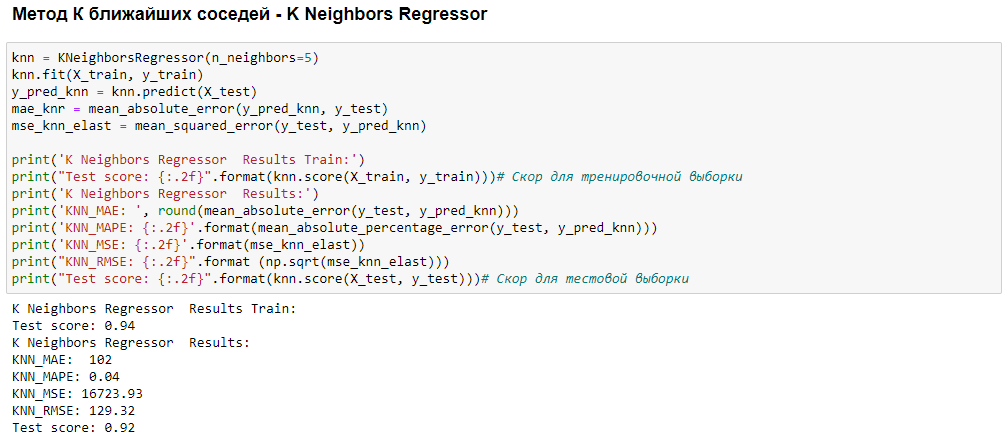 Метод К ближайших соседей - K Neighbors Regressor
knn = KNeighborsRegressor(n_neighbors=5)
knn.fit(X_train, y_train)
y_pred_knn = knn.predict(X_test)
mae_knr = mean_absolute_error(y_pred_knn, y_test)
mse_knn_elast = mean_squared_error(y_test, y_pred_knn)
print('K Neighbors Regressor  Results Train:')
print("Test score: {:.2f}".format(knn.score(X_train, y_train)))# Скор для тренировочной выборки
print('K Neighbors Regressor  Results:')
print('KNN_MAE: ', round(mean_absolute_error(y_test, y_pred_knn)))
print('KNN_MAPE: {:.2f}'.format(mean_absolute_percentage_error(y_test, y_pred_knn)))
print('KNN_MSE: {:.2f}'.format(mse_knn_elast))
print("KNN_RMSE: {:.2f}".format (np.sqrt(mse_knn_elast)))
print("Test score: {:.2f}".format(knn.score(X_test, y_test)))# Скор для тестовой выборки
K Neighbors Regressor  Results Train:
Test score: 0.94
K Neighbors Regressor  Results:
KNN_MAE:  102
KNN_MAPE: 0.04
KNN_MSE: 16723.93
KNN_RMSE: 129.32
Test score: 0.92